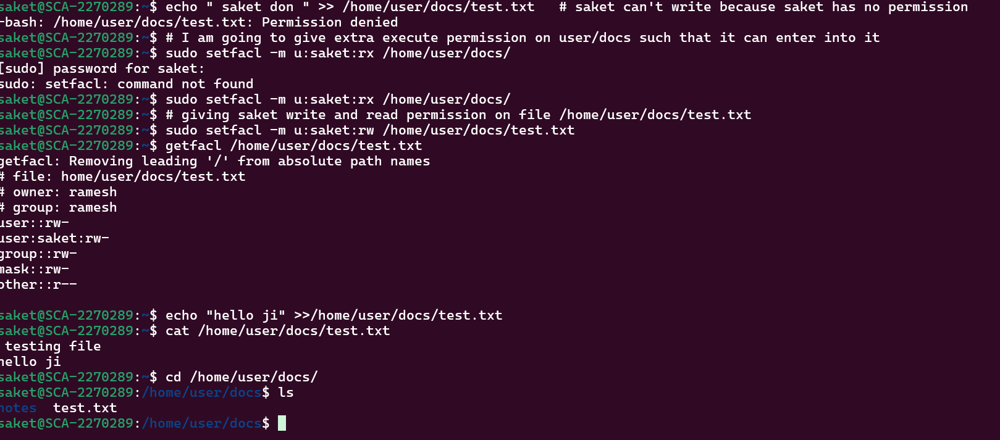 saket@SCA-2270289:~$ echo " saket don " >> /home/user/docs/test.txt   # saket can't write because saket has no permission
-bash: /home/user/docs/test.txt: Permission denied
saket@SCA-2270289:~$ # I am going to give extra execute permission on user/docs such that it can enter into it
saket@SCA-2270289:~$ sudo setfacl -m u:saket:rx /home/user/docs/
[sudo] password for saket:
sudo: setfacl: command not found
saket@SCA-2270289:~$ sudo setfacl -m u:saket:rx /home/user/docs/
saket@SCA-2270289:~$ # giving saket write and read permission on file /home/user/docs/test.txt
saket@SCA-2270289:~$ sudo setfacl -m u:saket:rw /home/user/docs/test.txt
saket@SCA-2270289:~$ getfacl /home/user/docs/test.txt
getfacl: Removing leading '/' from absolute path names
# file: home/user/docs/test.txt
# owner: ramesh
# group: ramesh
user::rw-
user:saket:rw-
group::rw-
mask::rw-
other::r--
saket@SCA-2270289:~$ echo "hello ji" >>/home/user/docs/test.txt
saket@SCA-2270289:~$ cat /home/user/docs/test.txt
 testing file
hello ji
saket@SCA-2270289:~$ cd /home/user/docs/
saket@SCA-2270289:/home/user/docs$ ls
notes  test.txt
saket@SCA-2270289:/home/user/docs$